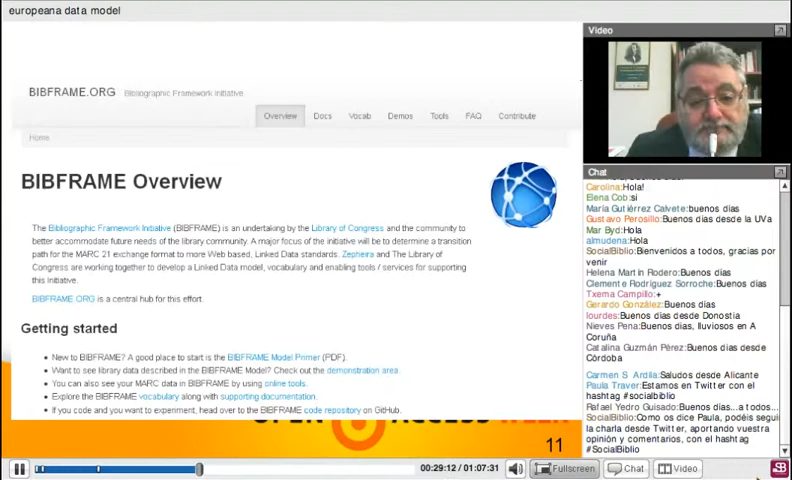 europeana data model
BIBFRAME.ORG Bibliographic Framework Initiative
Overview Docs Vocab Demos Tools FAQ Contribute
Home
BIBFRAME Overview
The Bibliographic Framework Initiative (BIBFRAME) is an undertaking by the Library of Congress and the community to
better accommodate future needs of the library community. A major focus of the initiative will be to determine a transition
path for the MARC 21 exchange format to more Web based, Linked Data standards. Zepheira and The Library of
Congress are working together to develop a Linked Data model, vocabulary and enabling tools / services for supporting
this Initiative.
BIBFRAME.ORG is a central hub for this effort.
Getting started
New to BIBFRAME? A good place to start is the BIBFRAME Model Primer (PDF).
Want to see library data described in the BIBFRAME Model? Check out the demonstration area.
You can also see your MARC data in BIBFRAME by using online tools.
Explore the BIBFRAME vocabulary along with supporting documentation.
If you code and you want to experiment, head over to the BIBFRAME code repository on GitHub.
OPEN ACCESS WEEK
11
Video
Chat
Carolina:Hola!
Elena Cob:si
María Gutiérrez Calvete:buenos dias
Gustavo Perosillo:Buenos días desde la UVa
Mar Byd:Hola
almudena:Hola
SocialBiblio:Bienvenidos a todos, gracias por
venir
Helena Martín Rodero:Buenos días
Clemente Rodríguez Sorroche:Buenos días
Txema Campillo:+
Gerardo González:Buenos días
lourdes:Buenos días desde Donostia
Nieves Pena:Buenos días, lluviosos en A
Coruña
Catalina Guzmán Pérez:Buenos días desde
Córdoba
Carmen S. Ardila:Saludos desde Alicante
Paula Traver:Estamos en Twitter con el
hashtag #socialbiblio
Rafael Yedro Guisado:Buenos días...a todos...
SocialBiblio:Como os dice Paula, podéis seguir
la charla desde Twitter, aportando vuestra
opinión y comentarios, con el hashtag
#SocialBiblio
00:29:12 / 01:07:31 Fullscreen Chat Video SB